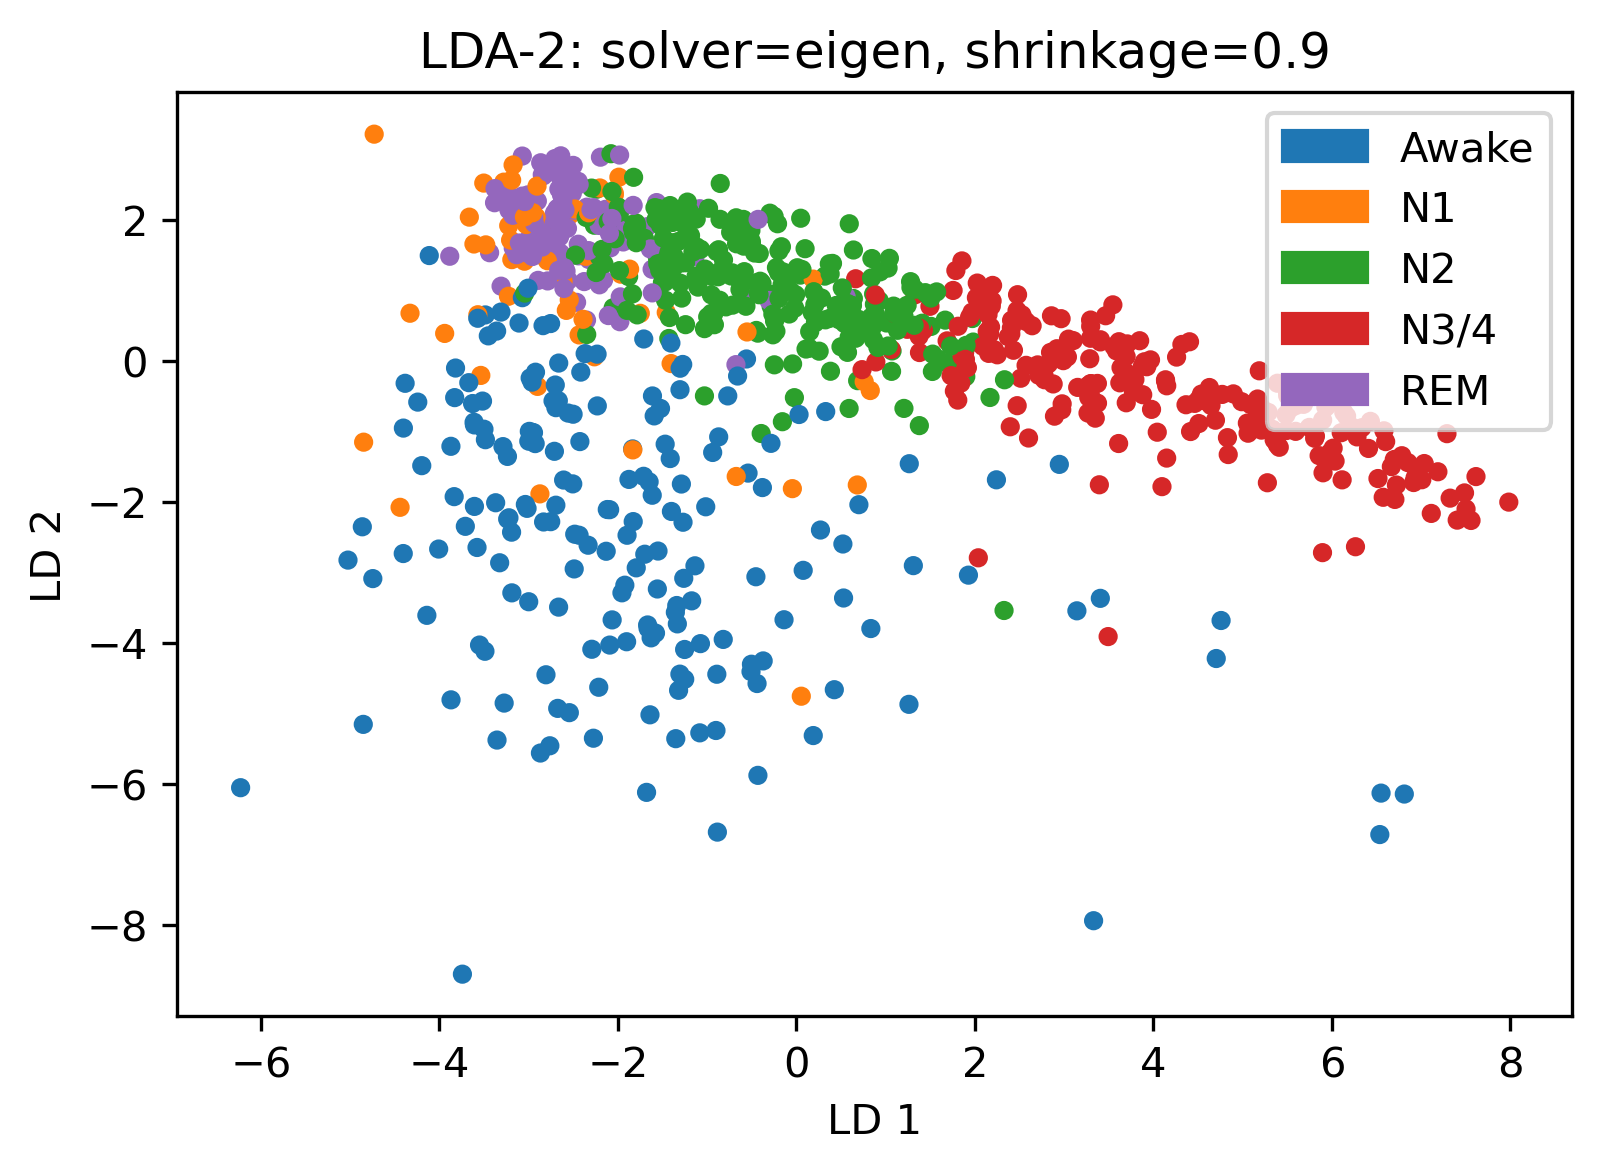 LDA-2: solver=eigen, shrinkage=0.9
Awake
N1
N2
N3/4
REM
2
0
−2
−4
−6
−8
LD 2
−6
−4
−2
0
2
4
6
8
LD 1